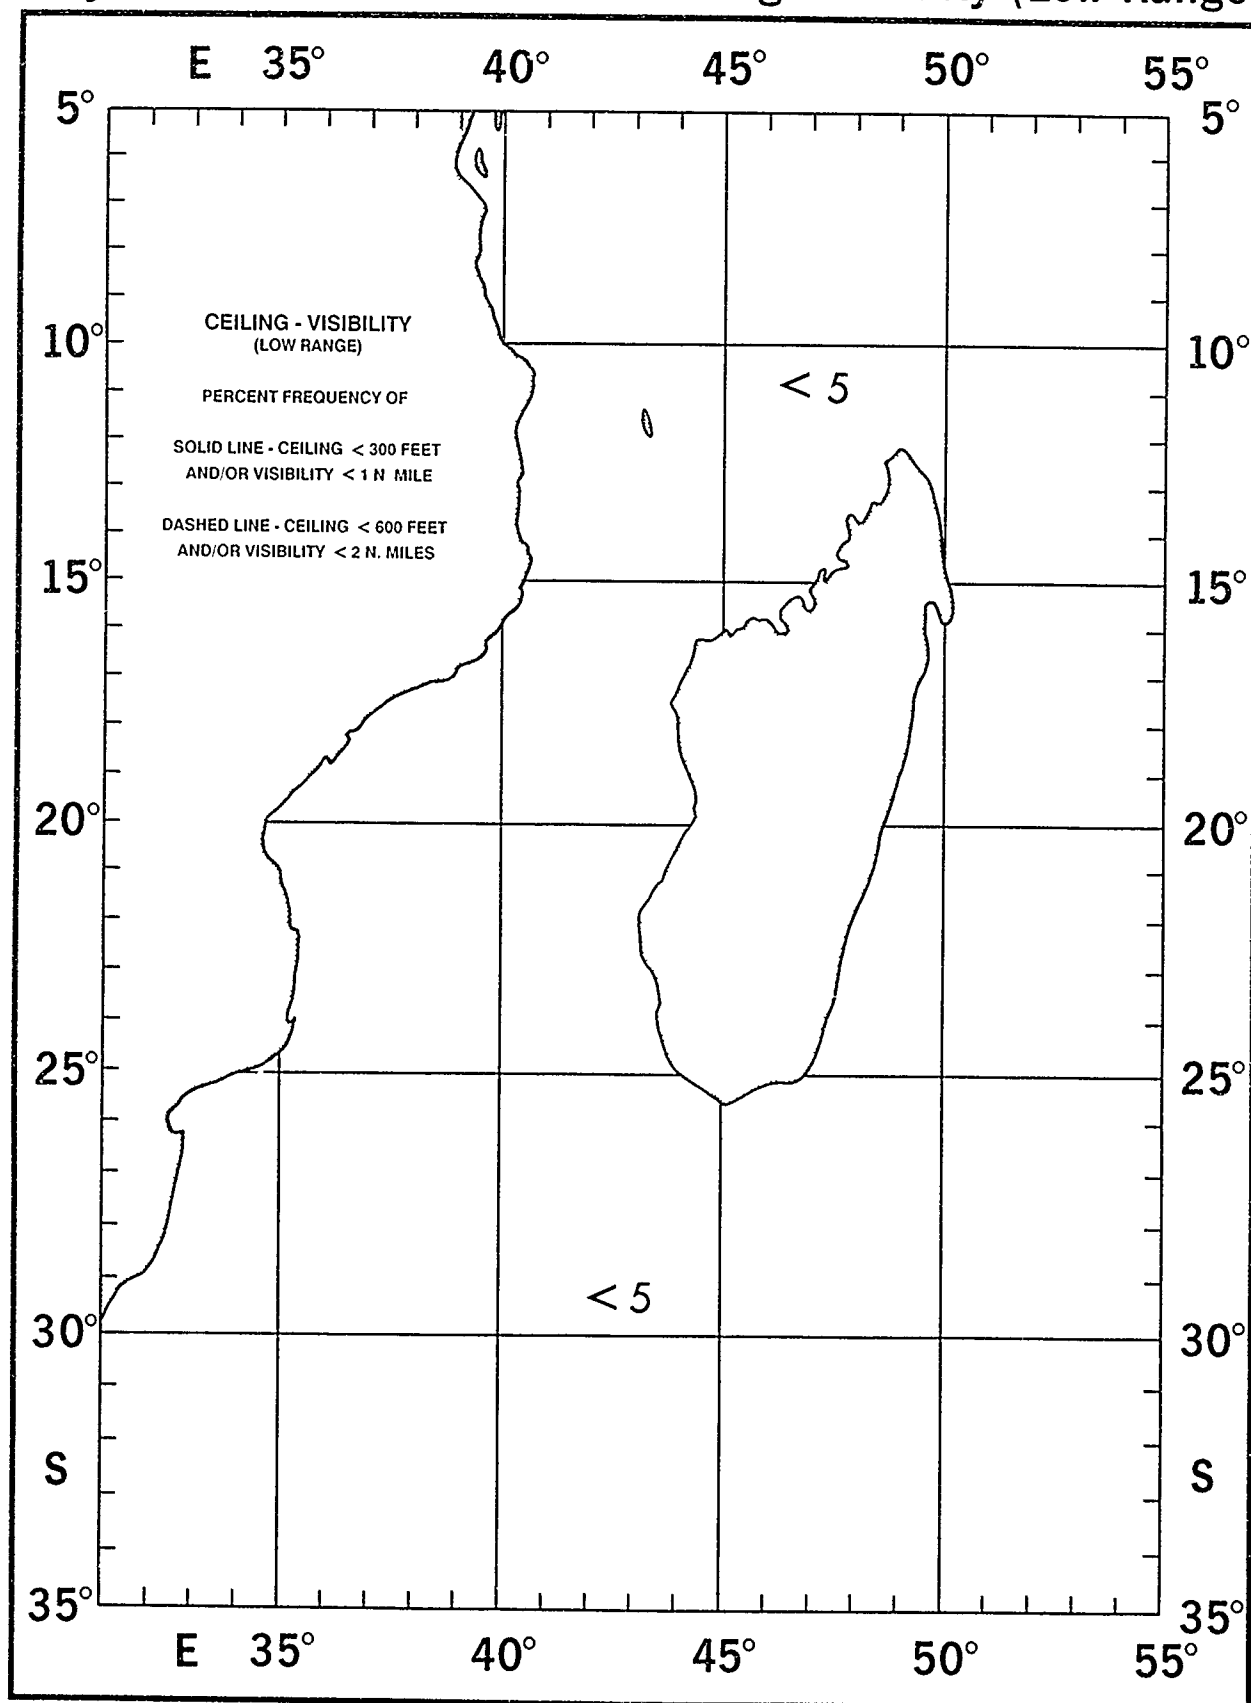 (Low Range
E 35° 40° 45° 50° 55°
5° 5°
CEILING - VISIBILITY
(LOW RANGE)
10° 10°
< 5
PERCENT FREQUENCY OF
SOLID LINE - CEILING < 300 FEET
AND/OR VISIBILITY < 1 N MILE
DASHED LINE - CEILING < 600 FEET
AND/OR VISIBILITY < 2 N. MILES
15° 15°
20° 20°
25° 25°
< 5
30° 30°
S S
35° 35°
E 35° 40° 45° 50° 55°